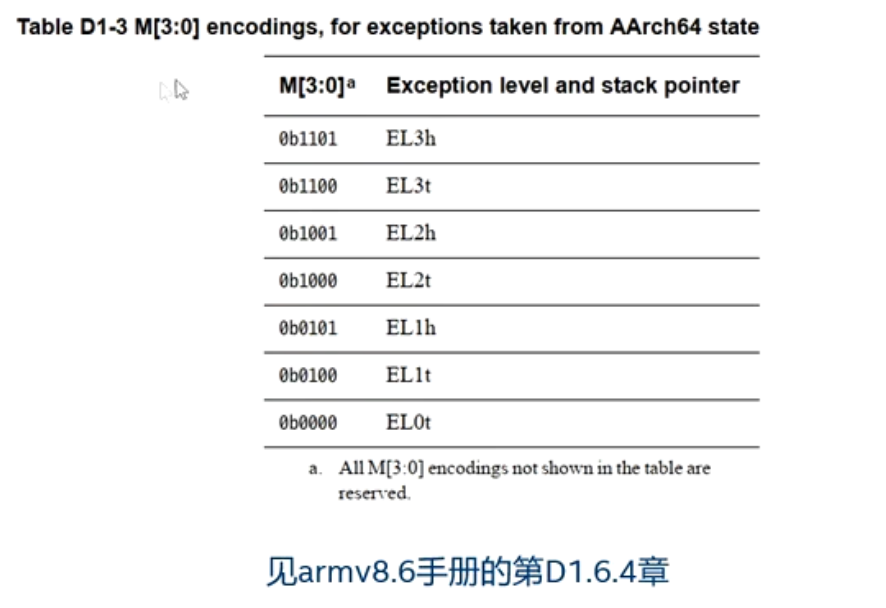 Table D1-3 M[3:0] encodings, for exceptions taken from AArch64 state
M[3:0]a Exception level and stack pointer
0b1101 EL3h
0b1100 EL3t
0b1001 EL2h
0b1000 EL2t
0b0101 EL1h
0b0100 EL1t
0b0000 EL0t
a. All M[3:0] encodings not shown in the table are
reserved.
见armv8.6手册的第D1.6.4章